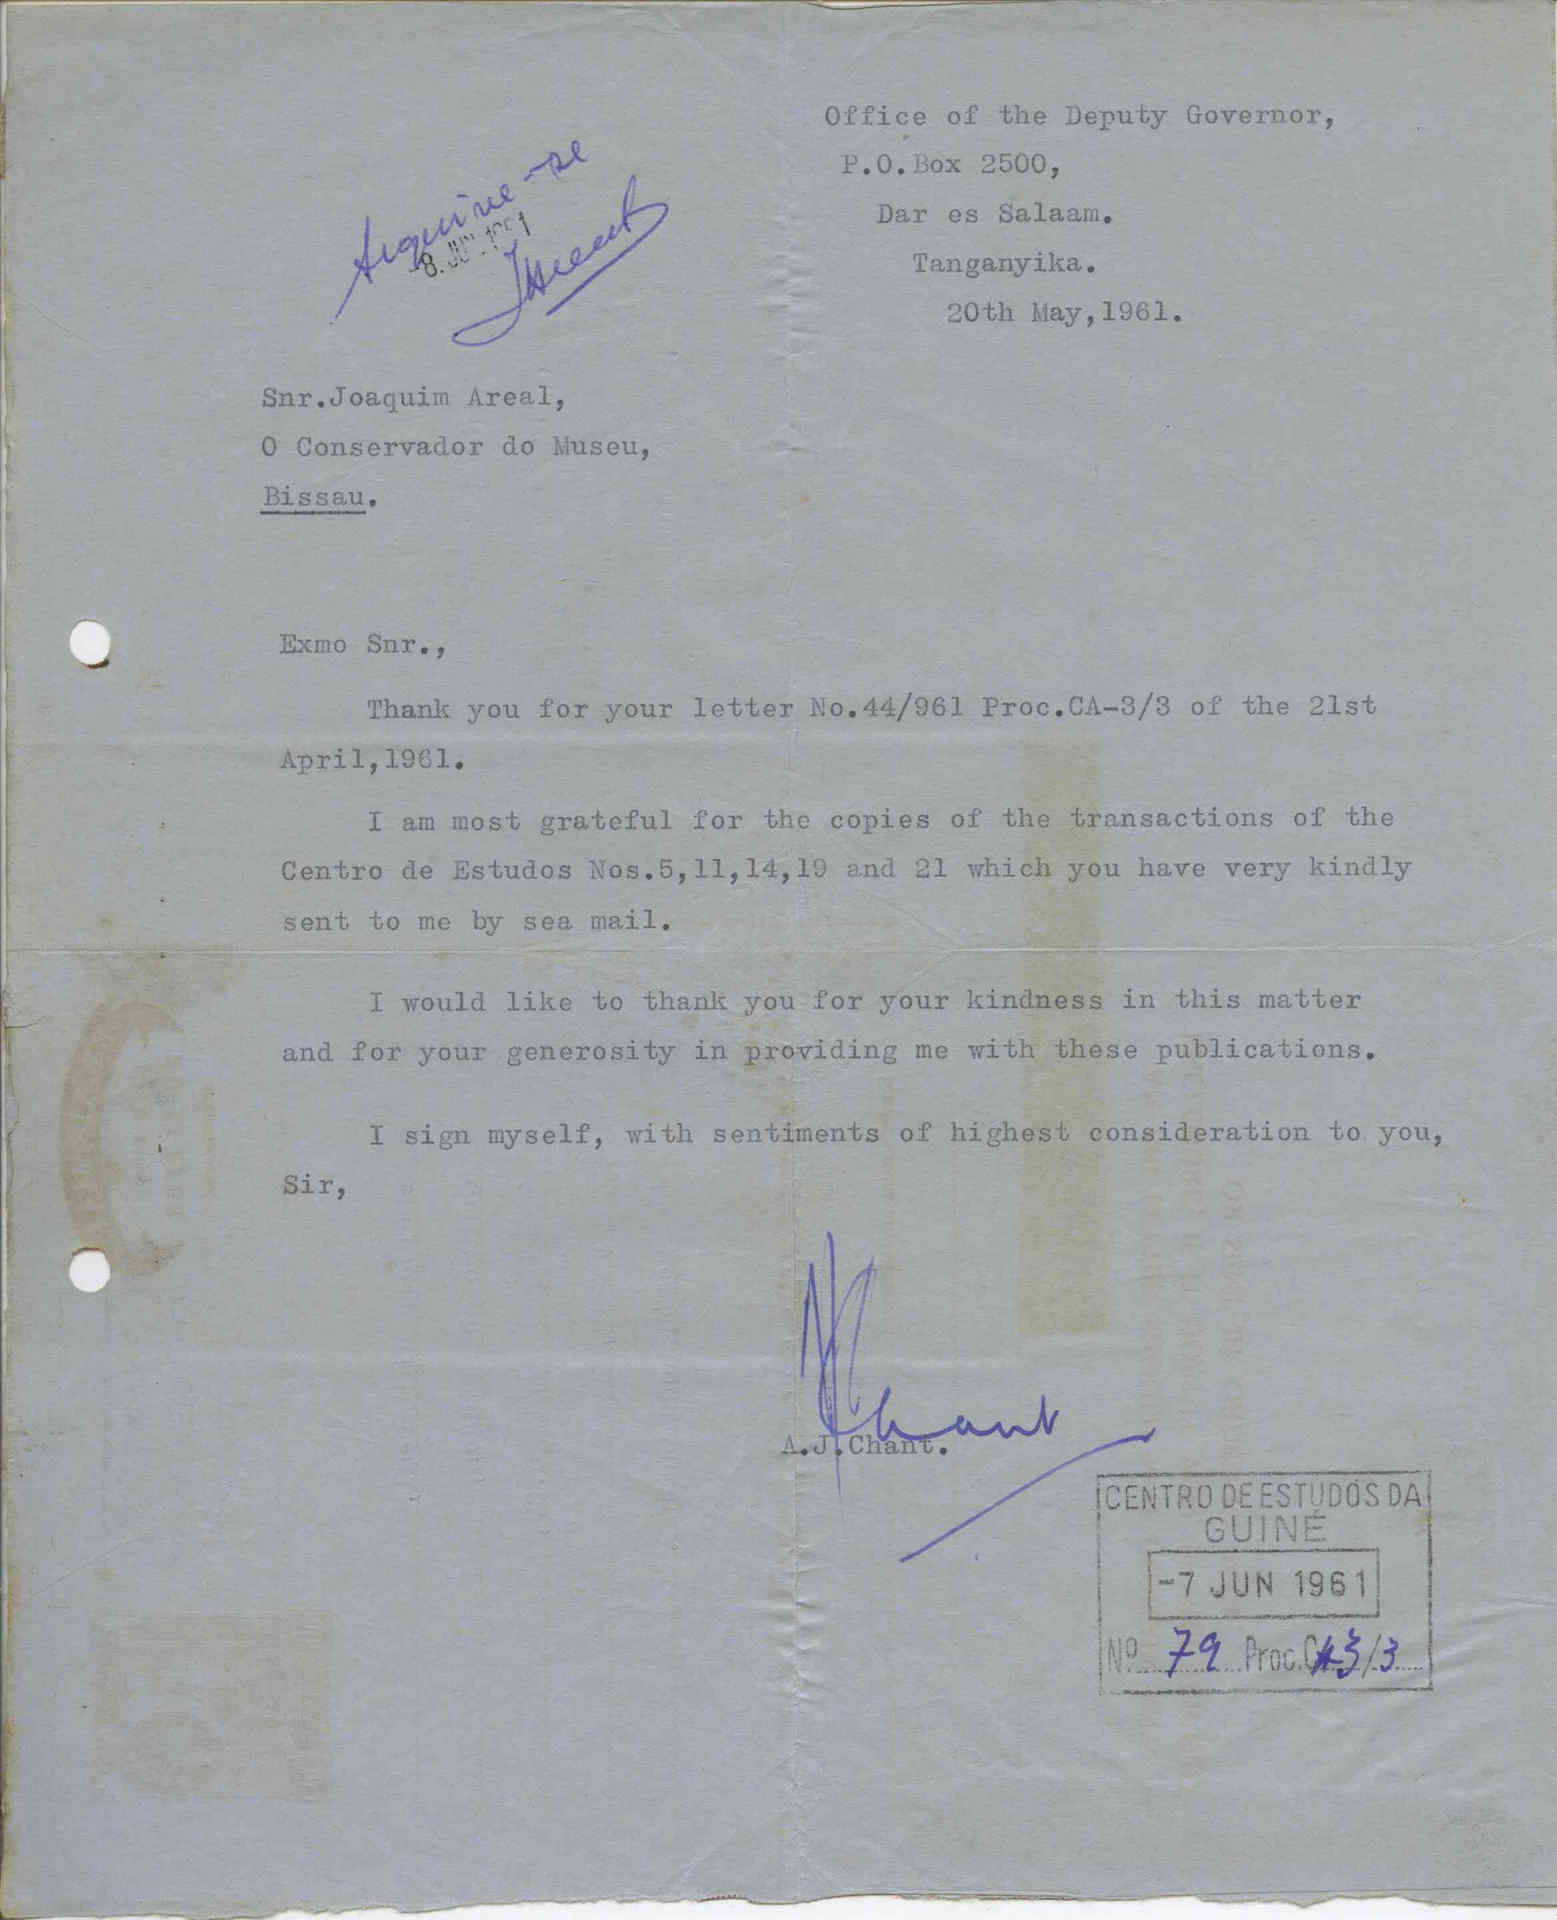 Office of the Deputy Governor,
P.O.Box 2500,
Dar es Salaam.
Tanganyika.
20th May,1961.
Arquive-se
-8. JUN 1961
Snr.Joaquim Areal,
O Conservador do Museu,
Bissau.
Exmo Snr.,
Thank you for your letter No.44/961 Proc.CA-3/3 of the 21st
April,1961.
I am most grateful for the copies of the transactions of the
Centro de Estudos Nos.5,11,14,19 and 21 which you have very kindly
sent to me by sea mail.
I would like to thank you for your kindness in this matter
and for your generosity in providing me with these publications.
I sign myself, with sentiments of highest consideration to you,
Sir,
A.J.Chant.
CENTRO DE ESTUDOS DA
GUINÉ
-7 JUN 1961
Nº 79 Proc.CA3/3